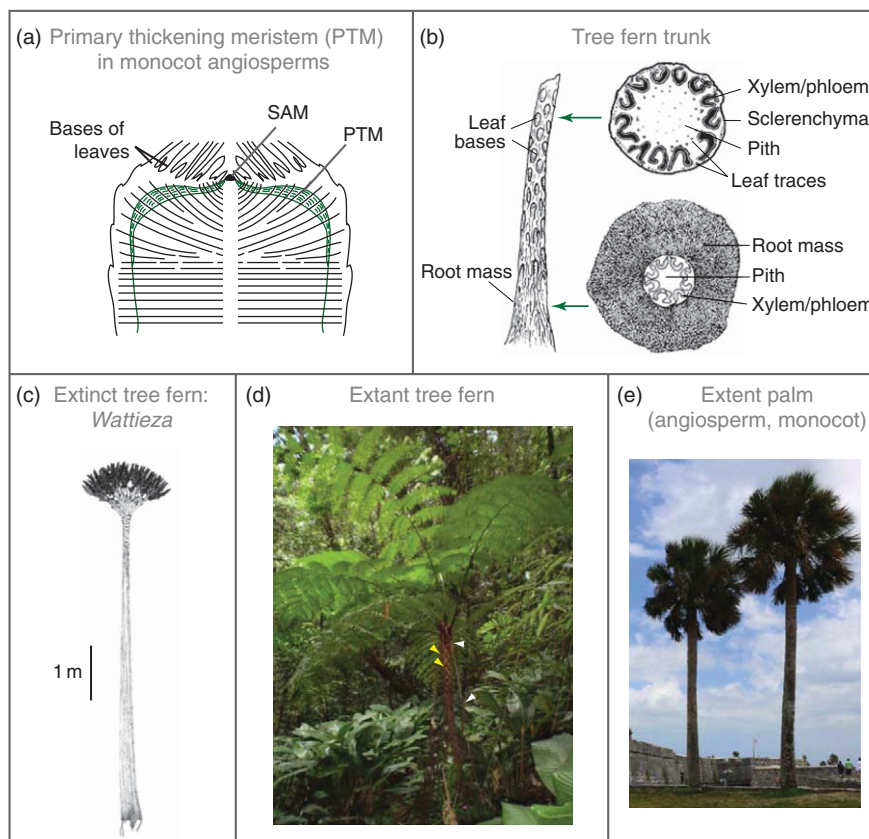 (a) Primary thickening meristem (PTM)
in monocot angiosperms
SAM
PTM
Bases of
leaves
(b) Tree fern trunk
Leaf
bases
Root mass
Xylem/phloem
Sclerenchyma
Pith
Leaf traces
Root mass
Pith
Xylem/phloem
(c) Extinct tree fern:
Wattieza
1 m
(d) Extant tree fern
(e) Extent palm
(angiosperm, monocot)